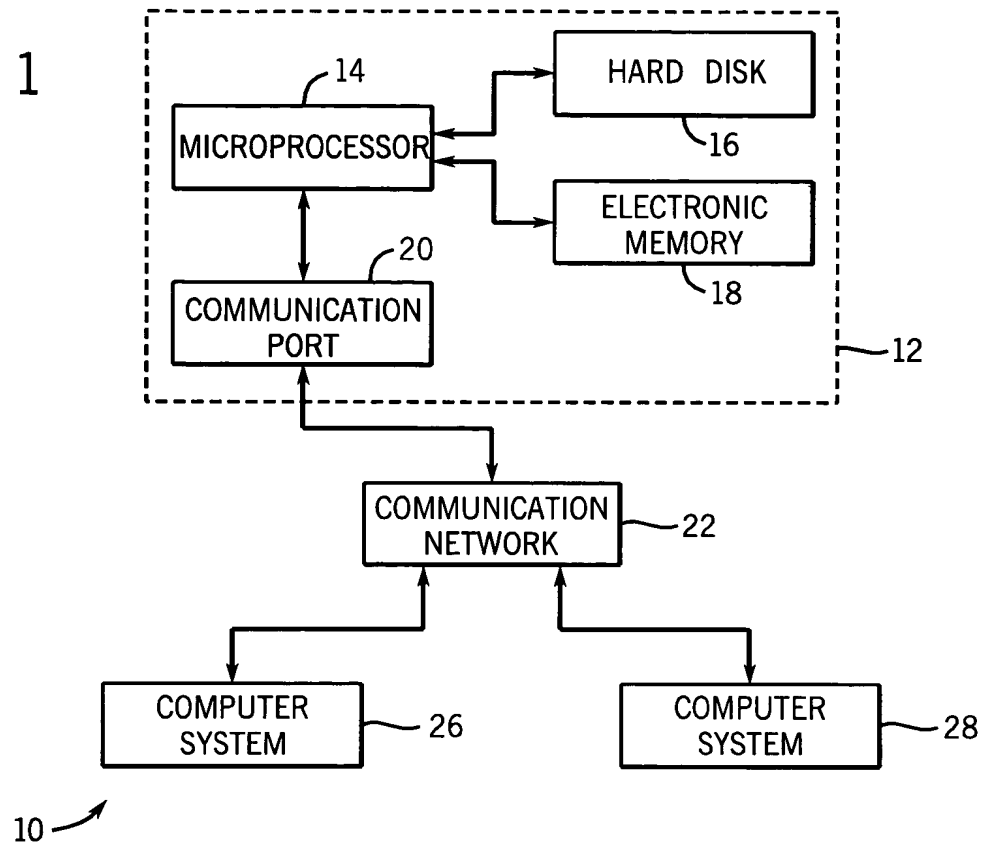 1
14
HARD DISK
MICROPROCESSOR
16
ELECTRONIC
MEMORY
18
20
COMMUNICATION
PORT
12
COMMUNICATION
NETWORK
22
COMPUTER
SYSTEM
26
COMPUTER
SYSTEM
28
10